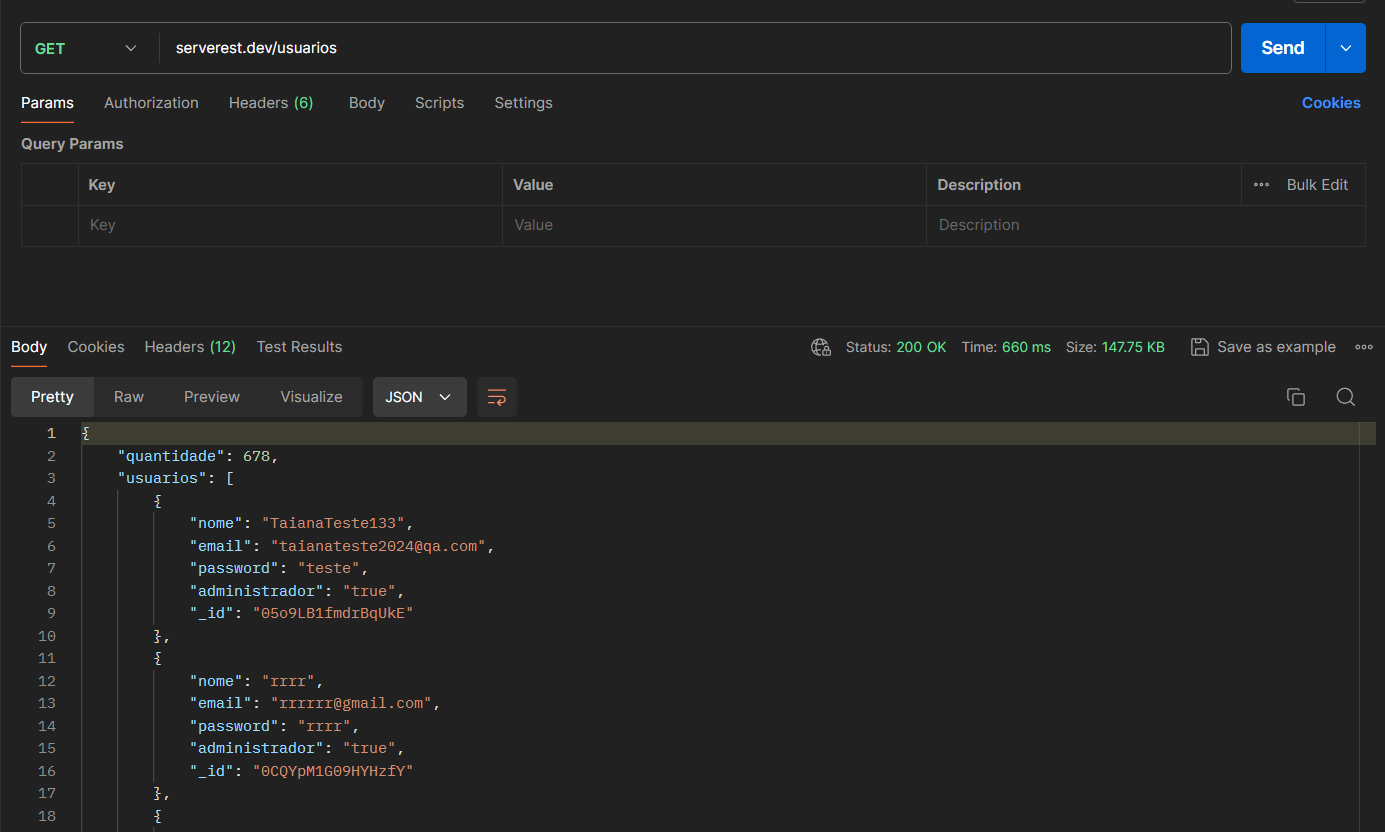 GET serverest.dev/usuarios Send
Params Authorization Headers (6) Body Scripts Settings Cookies
Query Params
Key Value Description Bulk Edit
Key Value Description
Body Cookies Headers (12) Test Results Status: 200 OK Time: 660 ms Size: 147.75 KB Save as example
Pretty Raw Preview Visualize JSON
1 {
2 "quantidade": 678,
3 "usuarios": [
4 {
5 "nome": "TaianaTeste133",
6 "email": "taianateste2024@qa.com",
7 "password": "teste",
8 "administrador": "true",
9 "_id": "05o9LB1fmdrBqUkE"
10 },
11 {
12 "nome": "rrrr",
13 "email": "rrrrrr@gmail.com",
14 "password": "rrrr",
15 "administrador": "true",
16 "_id": "0CQYpM1G09HYHzfY"
17 },
18 {